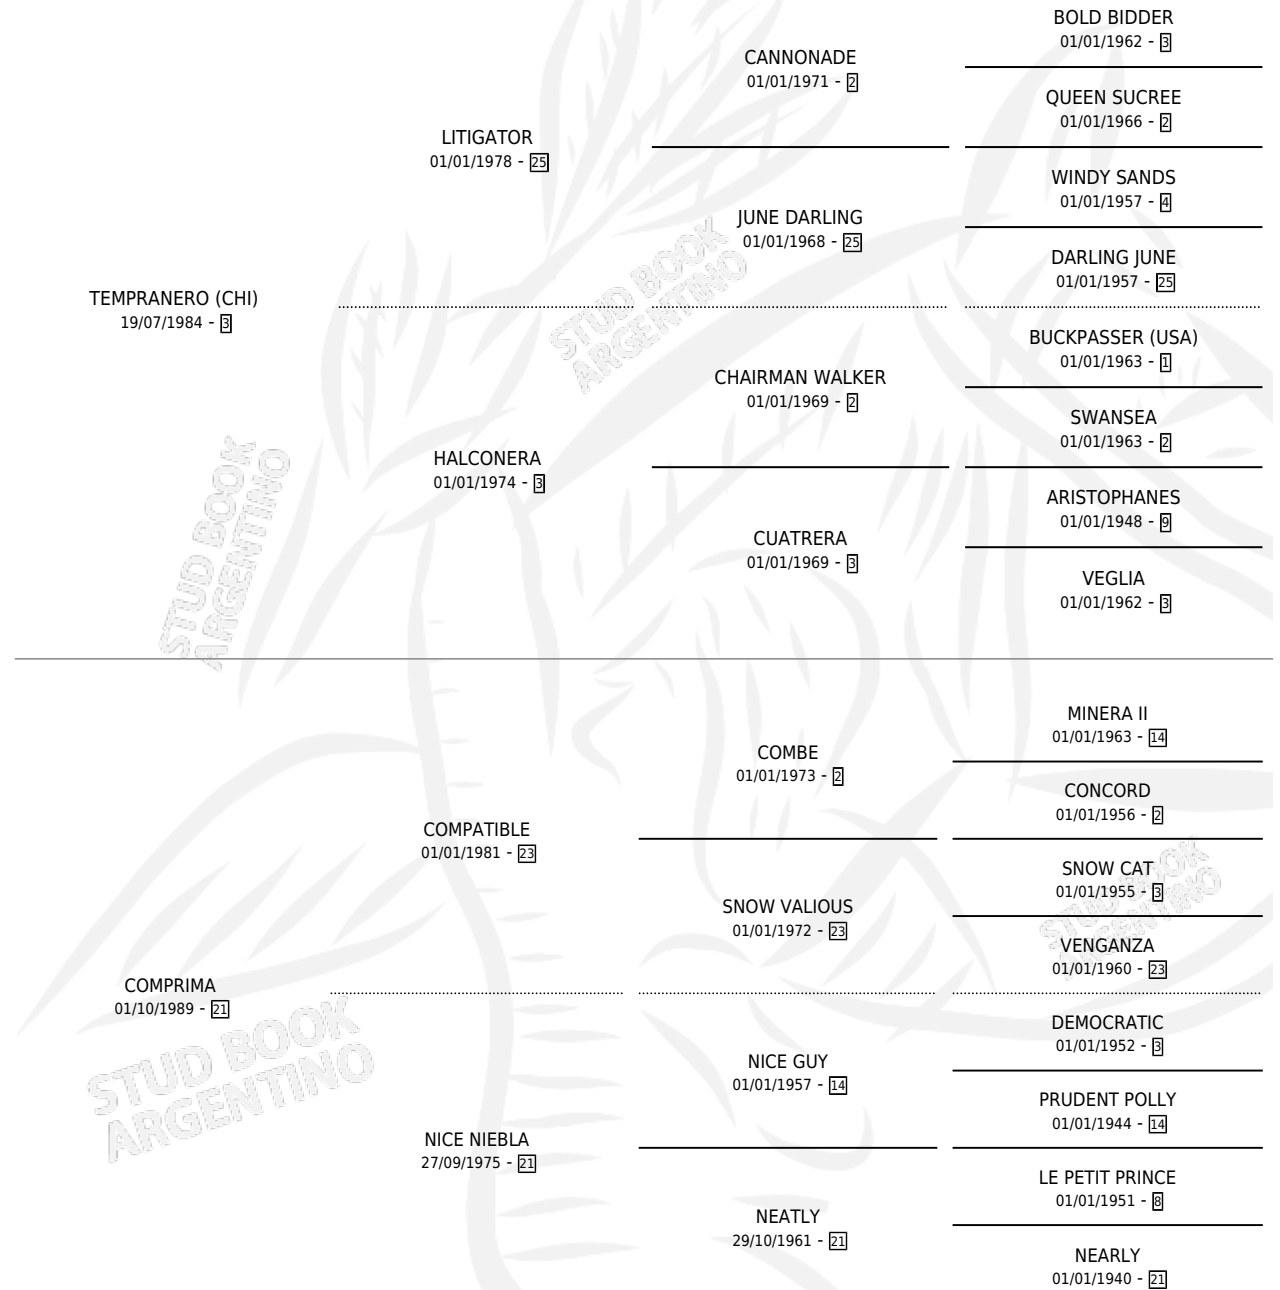 BOLD BIDDER
01/01/1962 - 3
CANNONADE
01/01/1971 - 2
QUEEN SUCREE
01/01/1966 - 2
LITIGATOR
01/01/1978 - 25
WINDY SANDS
01/01/1957 - 4
JUNE DARLING
01/01/1968 - 25
DARLING JUNE
01/01/1957 - 25
TEMPRANERO (CHI)
19/07/1984 - 3
BUCKPASSER (USA)
01/01/1963 - 1
CHAIRMAN WALKER
01/01/1969 - 2
SWANSEA
01/01/1963 - 2
HALCONERA
01/01/1974 - 3
ARISTOPHANES
01/01/1948 - 9
CUATRERA
01/01/1969 - 3
VEGLIA
01/01/1962 - 3
MINERA II
01/01/1963 - 14
COMBE
01/01/1973 - 2
CONCORD
01/01/1956 - 2
COMPATIBLE
01/01/1981 - 23
SNOW CAT
01/01/1955 - 3
SNOW VALIOUS
01/01/1972 - 23
VENGANZA
01/01/1960 - 23
COMPRIMA
01/10/1989 - 21
DEMOCRATIC
01/01/1952 - 3
NICE GUY
01/01/1957 - 14
PRUDENT POLLY
01/01/1944 - 14
NICE NIEBLA
27/09/1975 - 21
LE PETIT PRINCE
01/01/1951 - 8
NEATLY
29/10/1961 - 21
NEARLY
01/01/1940 - 21
STUD BOOK
ARGENTINO
STUD BOOK
ARGENTINO
STUD BOOK
ARGENTINO
STUD BOOK
ARGENTINO